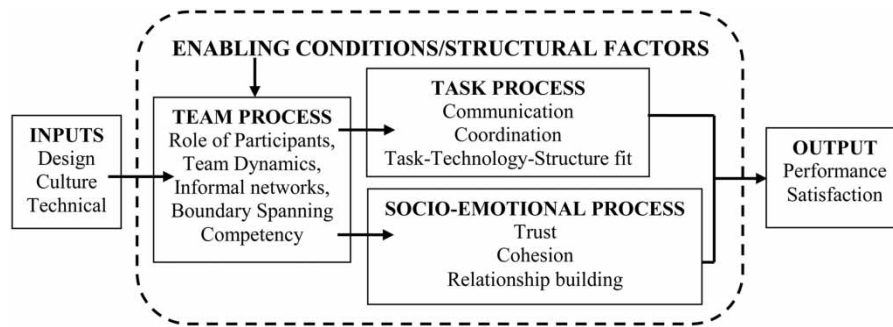 ENABLING CONDITIONS/STRUCTURAL FACTORS
INPUTS
Design
Culture
Technical
TEAM PROCESS
Role of Participants,
Team Dynamics,
Informal networks,
Boundary Spanning
Competency
TASK PROCESS
Communication
Coordination
Task-Technology-Structure fit
SOCIO-EMOTIONAL PROCESS
Trust
Cohesion
Relationship building
OUTPUT
Performance
Satisfaction